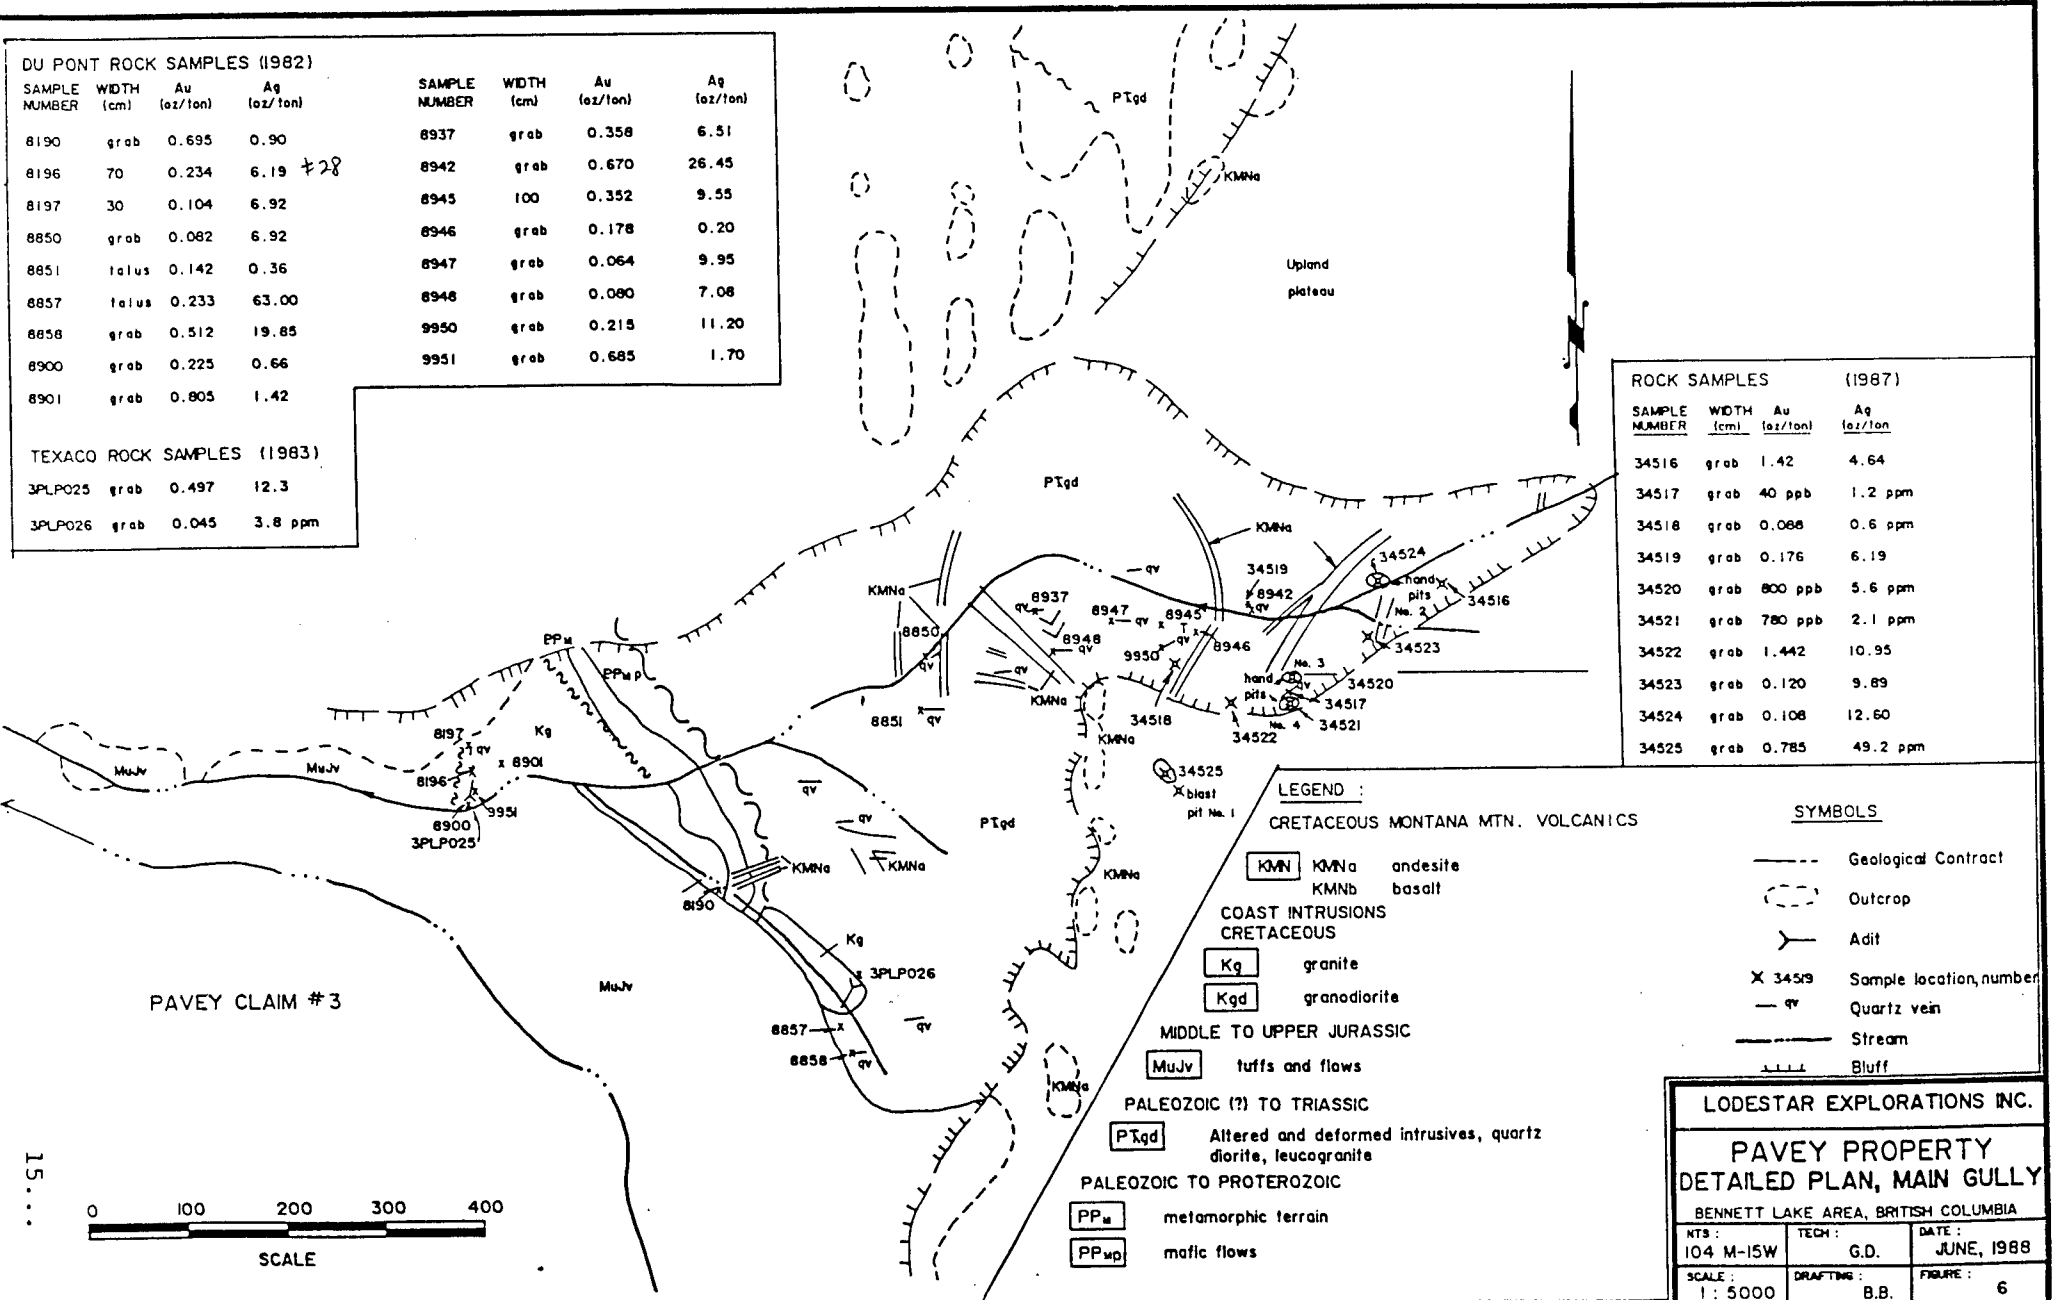 DU PONT ROCK SAMPLES (1982)
SAMPLE NUMBER WIDTH (cm) Au (oz/ton) Ag (oz/ton)
8190 grab 0.695 0.90
8196 70 0.234 6.19 #28
8197 30 0.104 6.92
8850 grab 0.082 6.92
8851 talus 0.142 0.36
8857 talus 0.233 63.00
8858 grab 0.512 19.85
8900 grab 0.225 0.66
8901 grab 0.805 1.42
SAMPLE NUMBER WIDTH (cm) Au (oz/ton) Ag (oz/ton)
8937 grab 0.358 6.51
8942 grab 0.670 26.45
8945 100 0.352 9.55
8946 grab 0.178 0.20
8947 grab 0.064 9.95
8948 grab 0.080 7.08
9950 grab 0.215 11.20
9951 grab 0.685 1.70
TEXACO ROCK SAMPLES (1983)
3PLP025 grab 0.497 12.3
3PLP026 grab 0.045 3.8 ppm
ROCK SAMPLES (1987)
SAMPLE NUMBER WIDTH (cm) Au (oz/ton) Ag (oz/ton
34516 grab 1.42 4.64
34517 grab 40 ppb 1.2 ppm
34518 grab 0.088 0.6 ppm
34519 grab 0.176 6.19
34520 grab 800 ppb 5.6 ppm
34521 grab 780 ppb 2.1 ppm
34522 grab 1.442 10.95
34523 grab 0.120 9.89
34524 grab 0.108 12.60
34525 grab 0.785 49.2 ppm
PTgd
KMNa
Upland
plateau
PTgd
KMNa
34524
hand
pits
No. 2
34516
34523
34519
8942
qv
qv
KMNa
8937
qv
8947
qv
8945
qv
8946
8948
qv
9950
8850
qv
qv
KMNa
8851
qv
34518
No. 3
hand
pits
qv
34520
34517
34522
No. 4
34521
KMNa
34525
blast
pit No. 1
PPM
PPMp
Kg
8197
qv
8901
8196
9951
8900
3PLP025
MuJv
MuJv
qv
qv
KMNa
KMNa
PTgd
KMNa
8190
Kg
3PLP026
MuJv
8857
8858
qv
qv
KMNa
PAVEY CLAIM #3
15...
0 100 200 300 400
SCALE
LEGEND :
CRETACEOUS MONTANA MTN. VOLCANICS
KMN KMNa andesite
KMNb basalt
COAST INTRUSIONS
CRETACEOUS
Kg granite
Kgd granodiorite
MIDDLE TO UPPER JURASSIC
MuJv tuffs and flows
PALEOZOIC (?) TO TRIASSIC
PTgd Altered and deformed intrusives, quartz
diorite, leucogranite
PALEOZOIC TO PROTEROZOIC
PPM metamorphic terrain
PPMp mafic flows
SYMBOLS
Geological Contract
Outcrop
Adit
34519 Sample location, number
qv Quartz vein
Stream
Bluff
LODESTAR EXPLORATIONS INC.
PAVEY PROPERTY
DETAILED PLAN, MAIN GULLY
BENNETT LAKE AREA, BRITISH COLUMBIA
NTS : 104 M-15W TECH : G.D. DATE : JUNE, 1988
SCALE : 1 : 5000 DRAFTING : B.B. FIGURE : 6